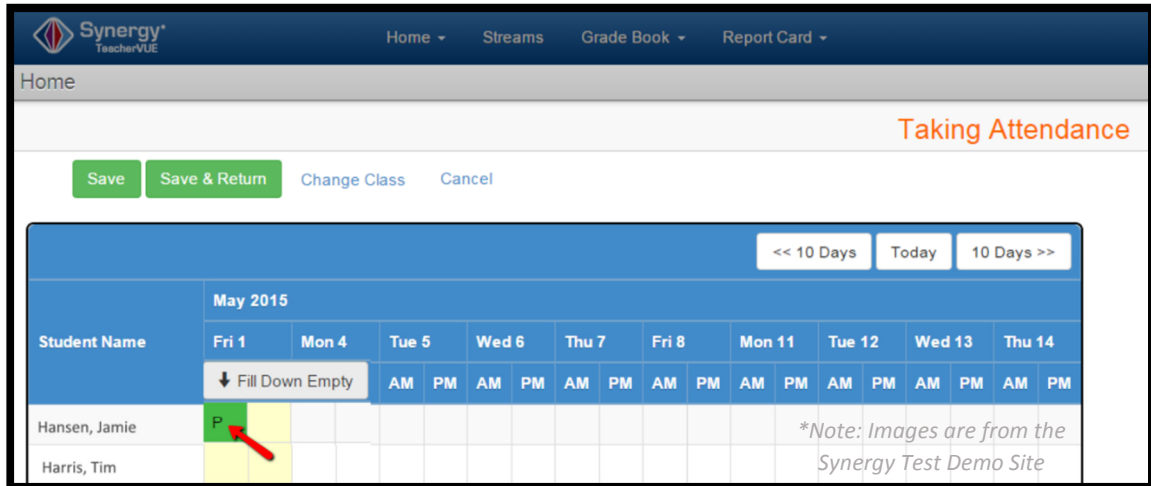 Synergy*
TeacherVUE
Home Streams Grade Book Report Card
Home
Taking Attendance
Save Save & Return Change Class Cancel
<< 10 Days Today 10 Days >>
May 2015
Student Name Fri 1 Mon 4 Tue 5 Wed 6 Thu 7 Fri 8 Mon 11 Tue 12 Wed 13 Thu 14
Fill Down Empty AM PM AM PM AM PM AM PM AM PM AM PM AM PM AM PM
Hansen, Jamie P
*Note: Images are from the
Harris, Tim
Synergy Test Demo Site